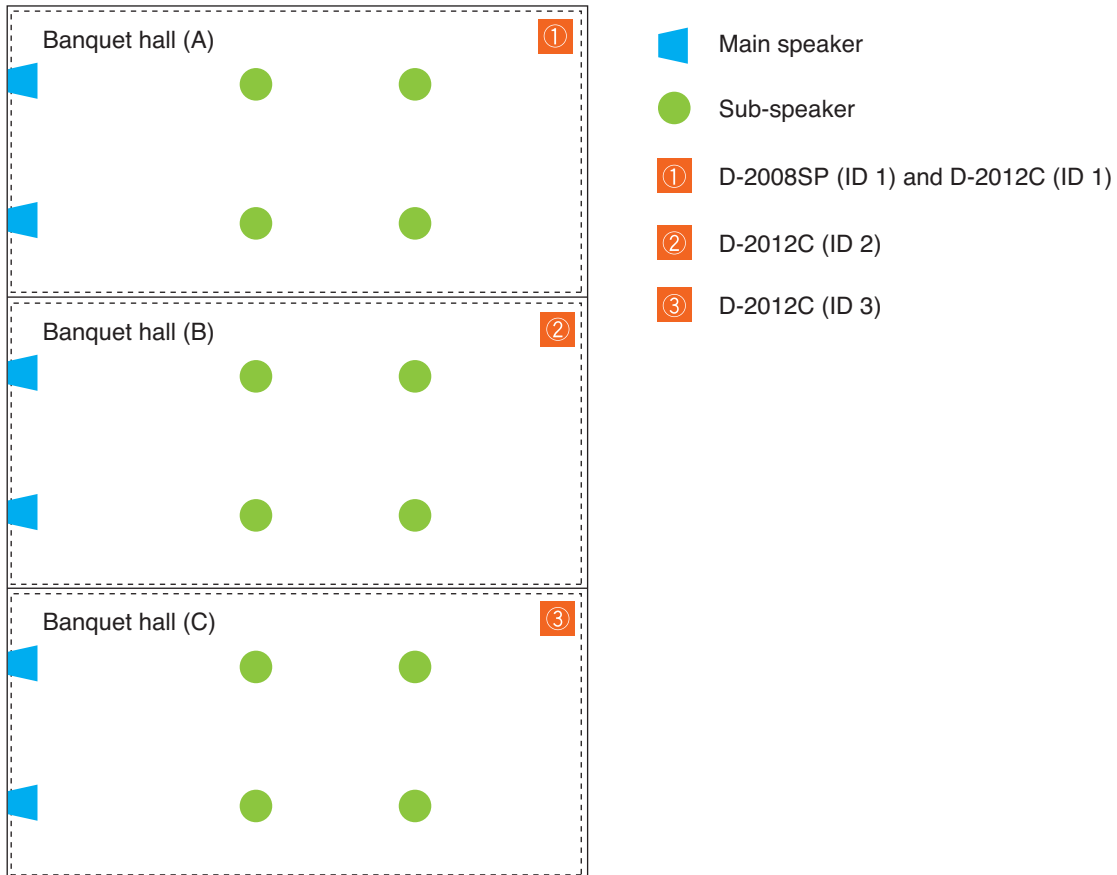 Banquet hall (A)
①
Banquet hall (B)
②
Banquet hall (C)
③
Main speaker
Sub-speaker
① D-2008SP (ID 1) and D-2012C (ID 1)
② D-2012C (ID 2)
③ D-2012C (ID 3)